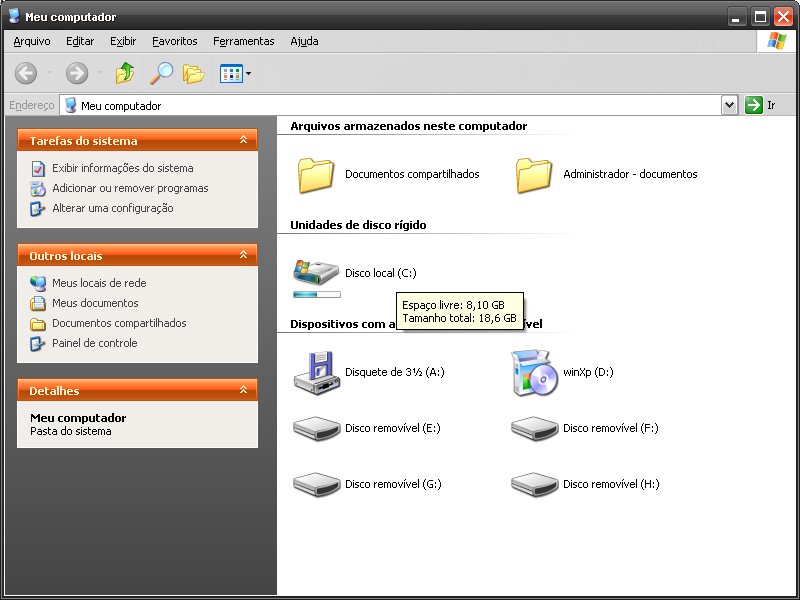 Meu computador
Arquivo Editar Exibir Favoritos Ferramentas Ajuda
Endereço Meu computador Ir
Tarefas do sistema
Exibir informações do sistema
Adicionar ou remover programas
Alterar uma configuração
Outros locais
Meus locais de rede
Meus documentos
Documentos compartilhados
Painel de controle
Detalhes
Meu computador
Pasta do sistema
Arquivos armazenados neste computador
Documentos compartilhados Administrador - documentos
Unidades de disco rígido
Disco local (C:)
Espaço livre: 8,10 GB
Tamanho total: 18,6 GB
Dispositivos com
Disquete de 3½ (A:) winXp (D:)
Disco removível (E:) Disco removível (F:)
Disco removível (G:) Disco removível (H:)